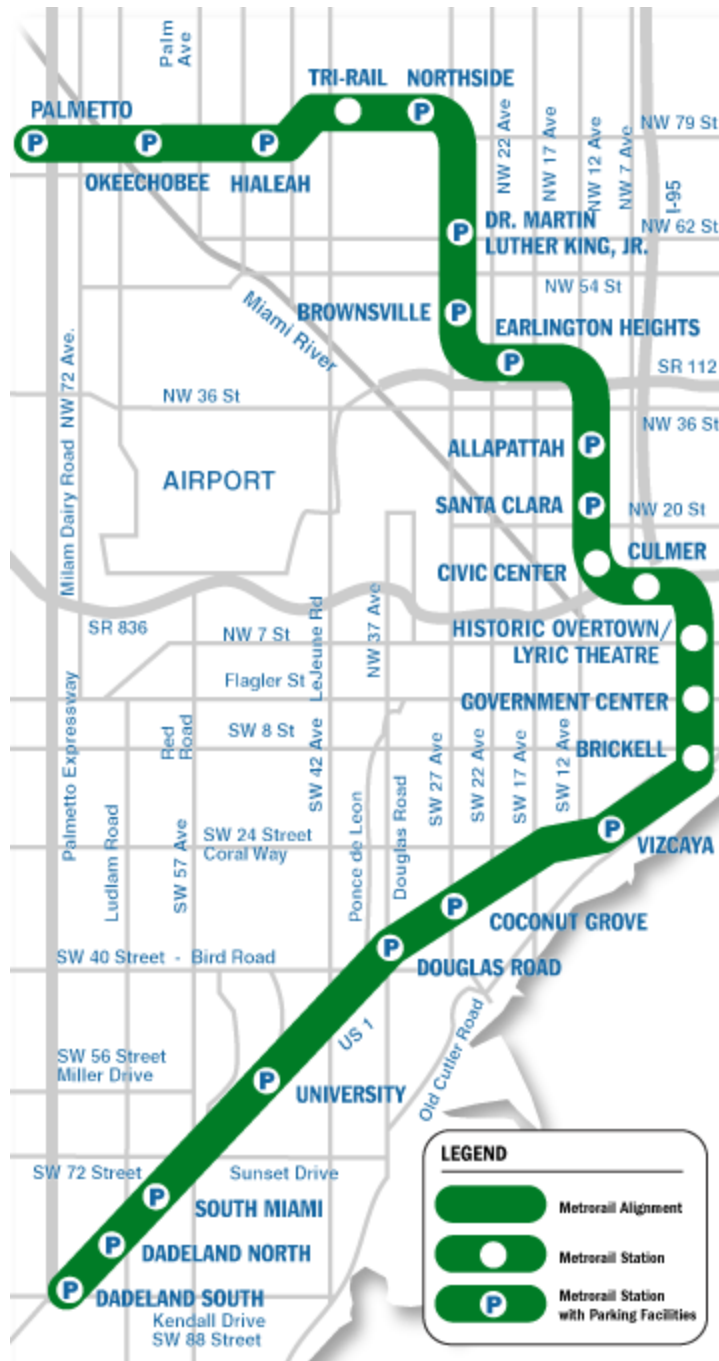 Palm
Ave
TRI-RAIL
NORTHSIDE
PALMETTO
P
P
P
P
OKEECHOBEE
HIALEAH
NW 22 Ave
NW 17 Ave
NW 12 Ave
NW 7 Ave
NW 79 St
I-95
P
DR. MARTIN
LUTHER KING, JR.
NW 62 St
NW 54 St
Miami River
BROWNSVILLE
P
EARLINGTON HEIGHTS
P
SR 112
NW 72 Ave.
Milam Dairy Road
NW 36 St
NW 36 St
ALLAPATTAH
P
AIRPORT
SANTA CLARA
P
NW 20 St
CULMER
CIVIC CENTER
SR 836
NW 7 St
LeJeune Rd
NW 37 Ave
HISTORIC OVERTOWN/
LYRIC THEATRE
Flagler St
GOVERNMENT CENTER
Palmetto Expressway
Red
Road
SW 8 St
SW 42 Ave
SW 27 Ave
SW 22 Ave
SW 17 Ave
SW 12 Ave
BRICKELL
Ludlam Road
SW 57 Ave
SW 24 Street
Coral Way
Ponce de Leon
Douglas Road
P
VIZCAYA
P
COCONUT GROVE
P
DOUGLAS ROAD
SW 40 Street - Bird Road
US 1
Old Cutler Road
SW 56 Street
Miller Drive
P
UNIVERSITY
SW 72 Street
Sunset Drive
P
SOUTH MIAMI
P
DADELAND NORTH
P
DADELAND SOUTH
Kendall Drive
SW 88 Street
LEGEND
Metrorail Alignment
Metrorail Station
P
Metrorail Station
with Parking Facilities